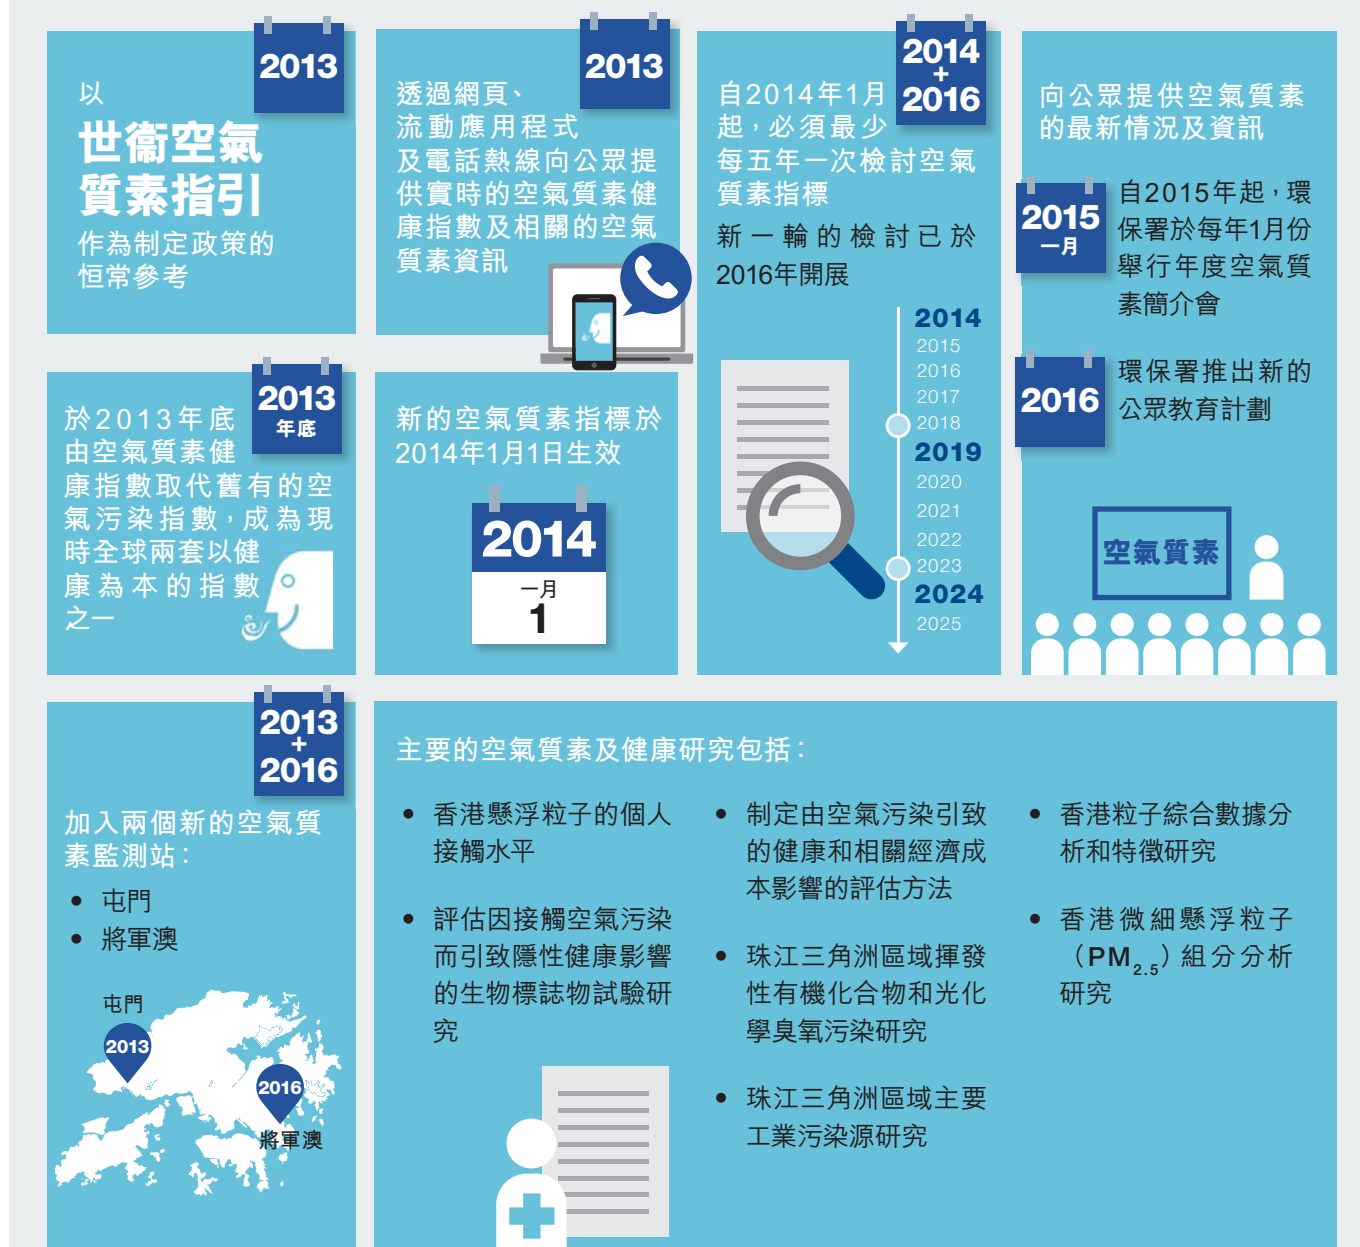 2013
以
世衞空氣
質素指引
作為制定政策的
恒常參考
2013
透過網頁、
流動應用程式
及電話熱線向公眾提
供實時的空氣質素健
康指數及相關的空氣
質素資訊
2014
+
2016
自2014年1月
起，必須最少
每五年一次檢討空氣
質素指標
新一輪的檢討已於
2016年開展
2014
2015
2016
2017
2018
2019
2020
2021
2022
2023
2024
2025
向公眾提供空氣質素
的最新情況及資訊
2015
一月
自2015年起，環
保署於每年1月份
舉行年度空氣質
素簡介會
2016
環保署推出新的
公眾教育計劃
空氣質素
2013
年底
於2013年底
由空氣質素健
康指數取代舊有的空
氣污染指數，成為現
時全球兩套以健
康為本的指數
之一
新的空氣質素指標於
2014年1月1日生效
2014
一月
1
2013
+
2016
加入兩個新的空氣質
素監測站：
• 屯門
• 將軍澳
屯門
2013
2016
將軍澳
主要的空氣質素及健康研究包括：
• 香港懸浮粒子的個人
接觸水平
• 評估因接觸空氣污染
而引致隱性健康影響
的生物標誌物試驗研
究
• 制定由空氣污染引致
的健康和相關經濟成
本影響的評估方法
• 珠江三角洲區域揮發
性有機化合物和光化
學臭氧污染研究
• 珠江三角洲區域主要
工業污染源研究
• 香港粒子綜合數據分
析和特徵研究
• 香港微細懸浮粒子
（PM2.5）組分分析
研究